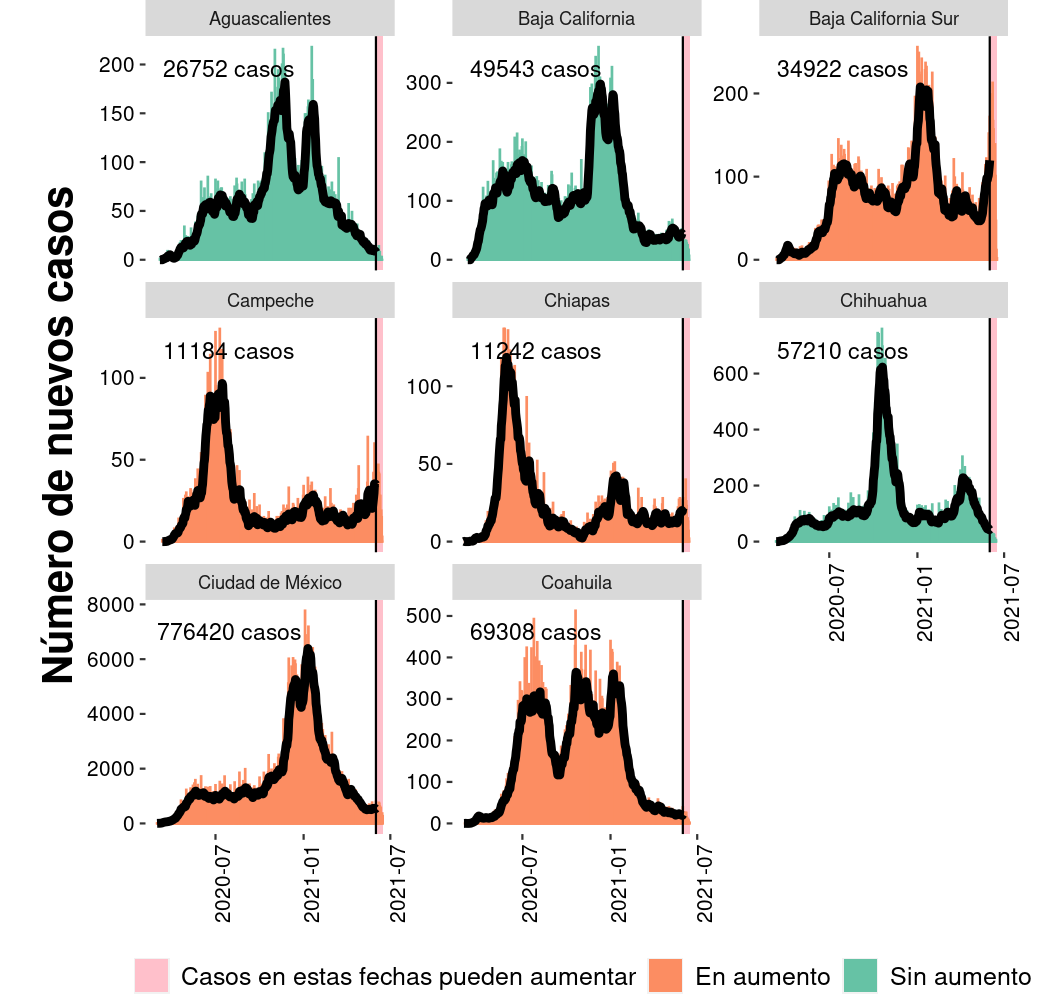 Número de nuevos casos
Aguascalientes
26752 casos
200
150
100
50
0
Baja California
49543 casos
300
200
100
0
Baja California Sur
34922 casos
200
100
0
Campeche
11184 casos
100
50
0
Chiapas
11242 casos
100
50
0
Chihuahua
57210 casos
600
400
200
0
2020-07
2021-01
2021-07
Ciudad de México
776420 casos
8000
6000
4000
2000
0
2020-07
2021-01
2021-07
Coahuila
69308 casos
500
400
300
200
100
0
2020-07
2021-01
2021-07
Casos en estas fechas pueden aumentar
En aumento
Sin aumento